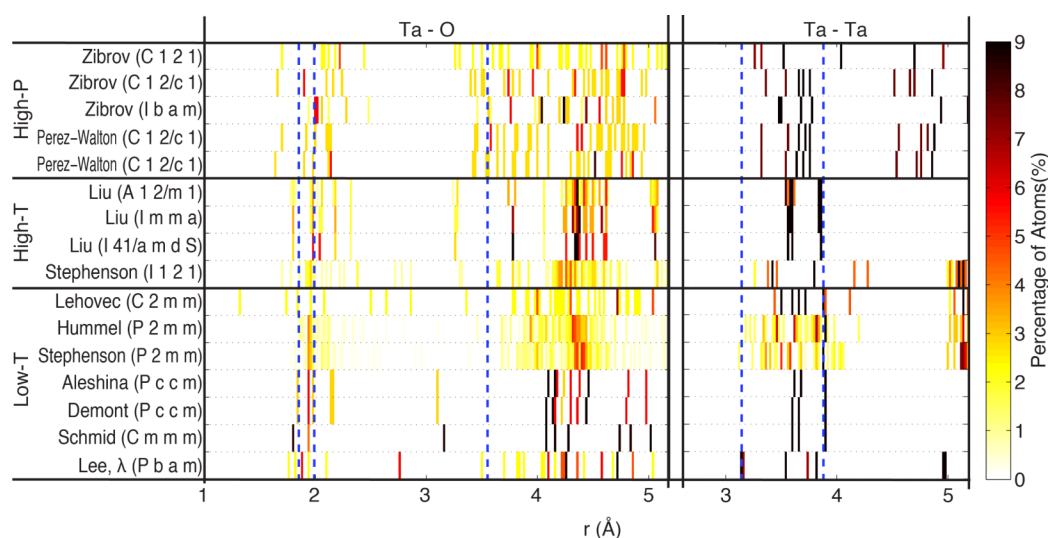 Ta - O Ta - Ta
High-P
Zibrov (C 1 2 1)
Zibrov (C 1 2/c 1)
Zibrov (I b a m)
Perez-Walton (C 1 2/c 1)
Perez-Walton (C 1 2/c 1)
High-T
Liu (A 1 2/m 1)
Liu (I m m a)
Liu (I 41/a m d S)
Stephenson (I 1 2 1)
Low-T
Lehovec (C 2 m m)
Hummel (P 2 m m)
Stephenson (P 2 m m)
Aleshina (P c c m)
Demont (P c c m)
Schmid (C m m m)
Lee, λ (P b a m)
1 2 3 4 5 3 4 5
r (Å)
9
8
7
6
5
4
3
2
1
0
Percentage of Atoms(%)